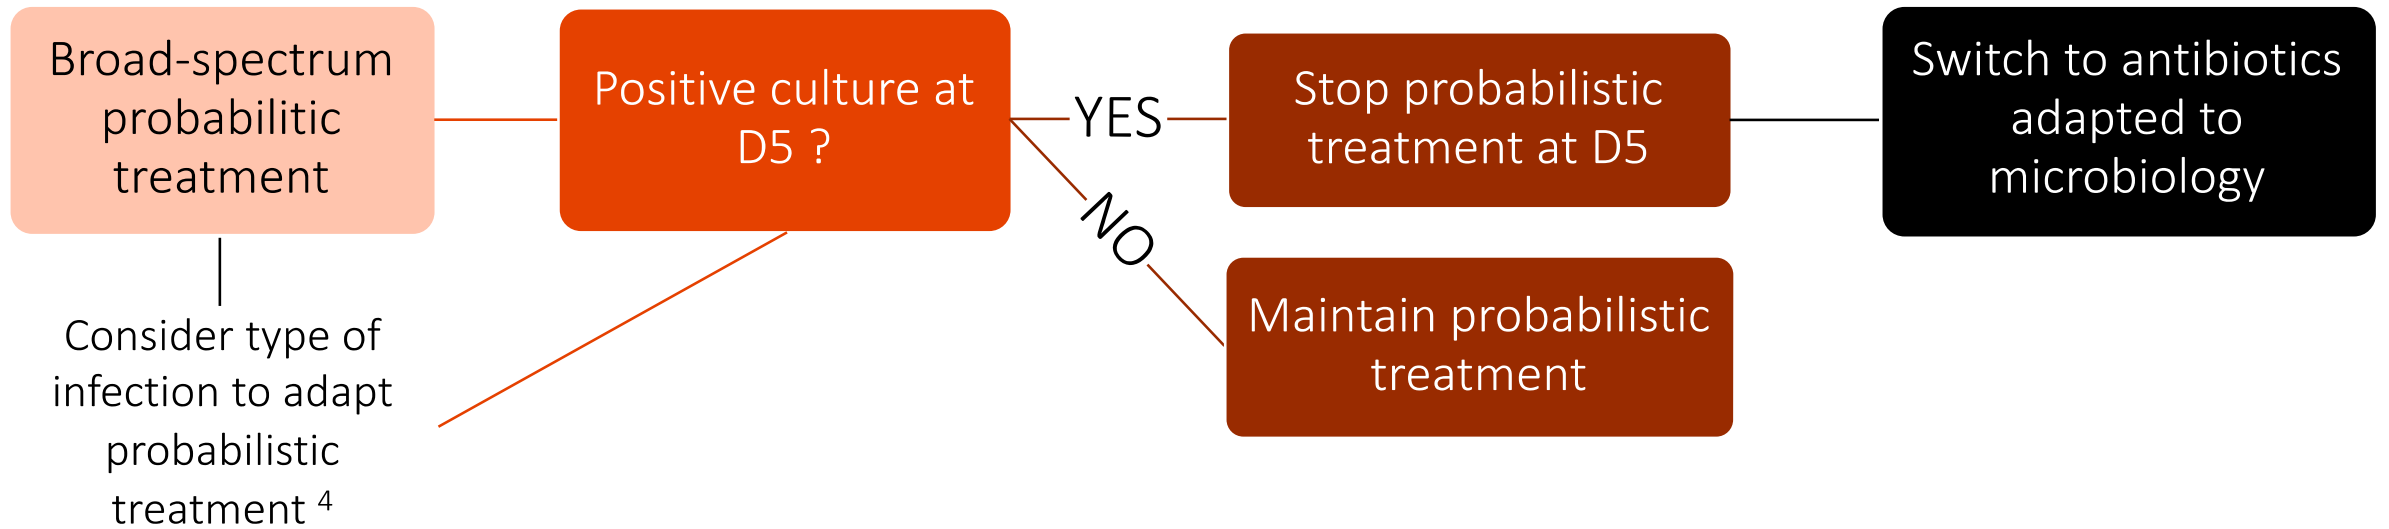 Broad-spectrum
probabilitic
treatment
Consider type of
infection to adapt
probabilistic
treatment ⁴
Positive culture at
D5 ?
YES
NO
Stop probabilistic
treatment at D5
Maintain probabilistic
treatment
Switch to antibiotics
adapted to
microbiology